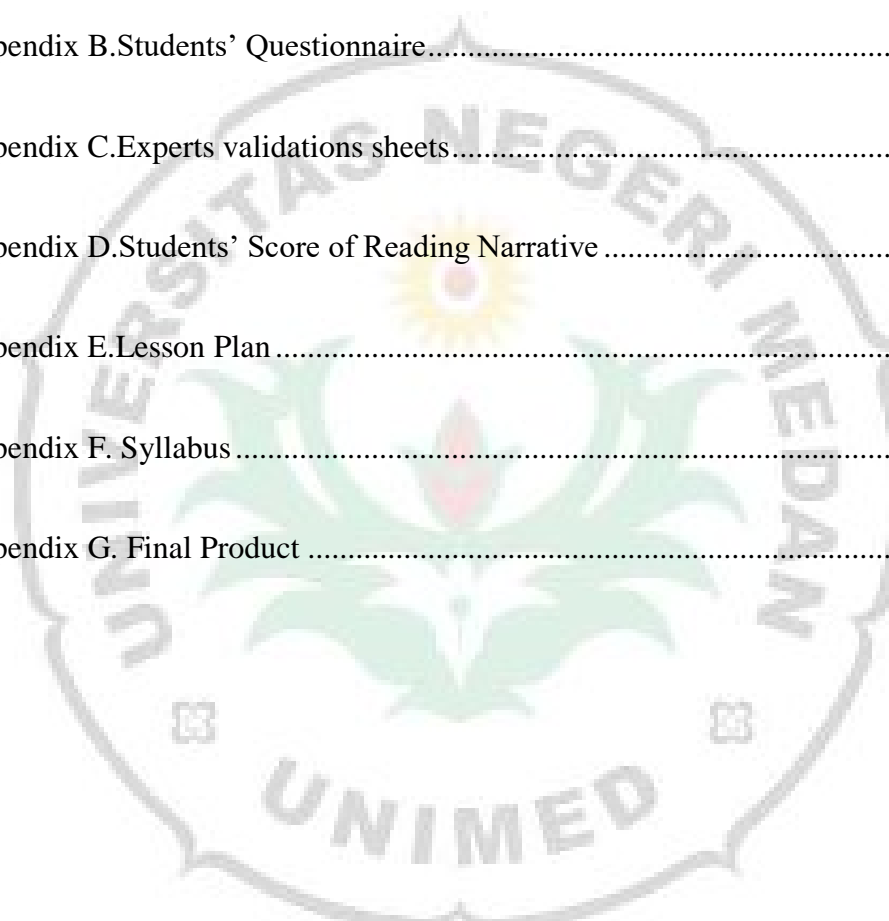 pendix B.Students’ Questionnaire....................................................
pendix C.Experts validations sheets.................................................
pendix D.Students’ Score of Reading Narrative ................................
pendix E.Lesson Plan.......................................................................
pendix F. Syllabus............................................................................
pendix G. Final Product ...................................................................
UNIVERSITAS NEGERI MEDAN
UNIMED